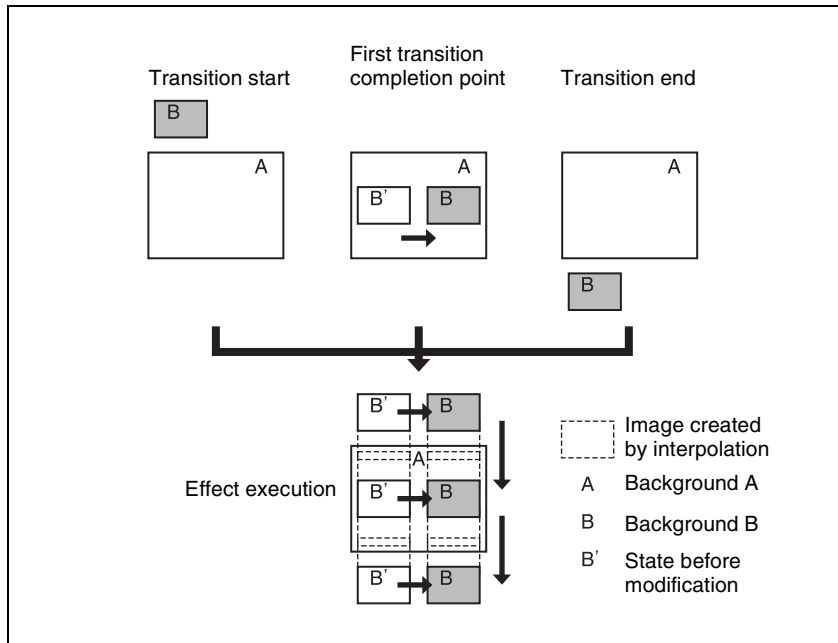 Transition start
First transition
completion point
Transition end
B
A
A
B'
B
A
B
B'
B
A
Effect execution
B'
B
B'
B
Image created
by interpolation
A Background A
B Background B
B' State before
modification